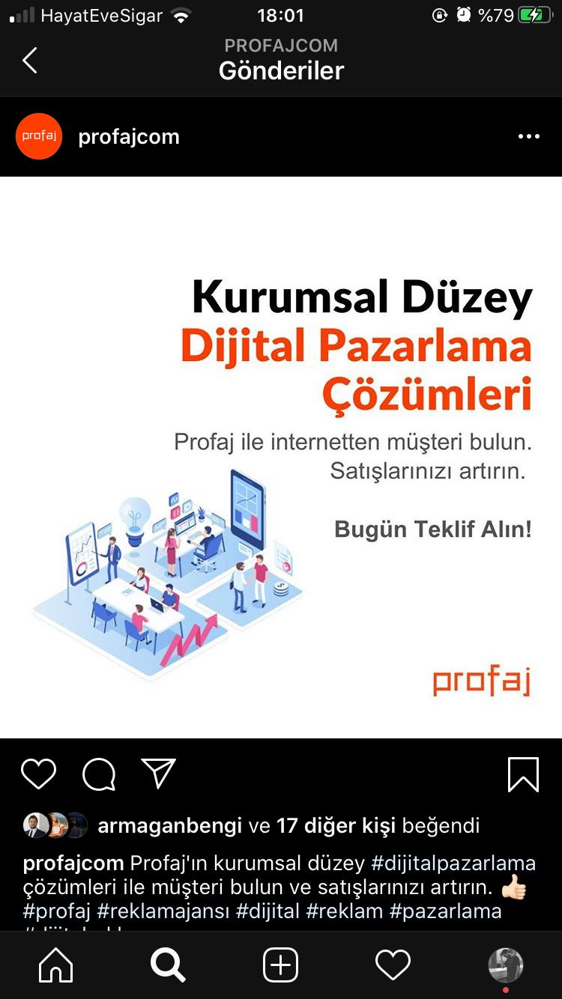 HayatEveSigar 18:01 %79
PROFAJCOM
Gönderiler
profaj profajcom
Kurumsal Düzey
Dijital Pazarlama
Çözümleri
Profaj ile internetten müşteri bulun.
Satışlarınızı artırın.
Bugün Teklif Alın!
profaj
armaganbengi ve 17 diğer kişi beğendi
profajcom Profaj'ın kurumsal düzey #dijitalpazarlama
çözümleri ile müşteri bulun ve satışlarınızı artırın. 👍🏻
#profaj #reklamajansı #dijital #reklam #pazarlama